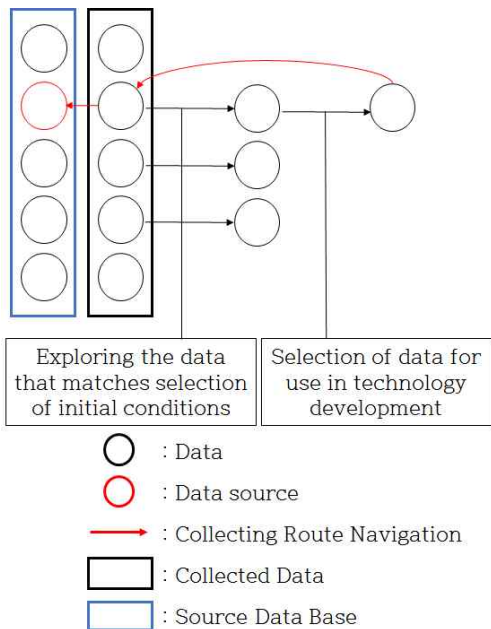 Exploring the data
that matches selection
of initial conditions
Selection of data for
use in technology
development
: Data
: Data source
: Collecting Route Navigation
: Collected Data
: Source Data Base